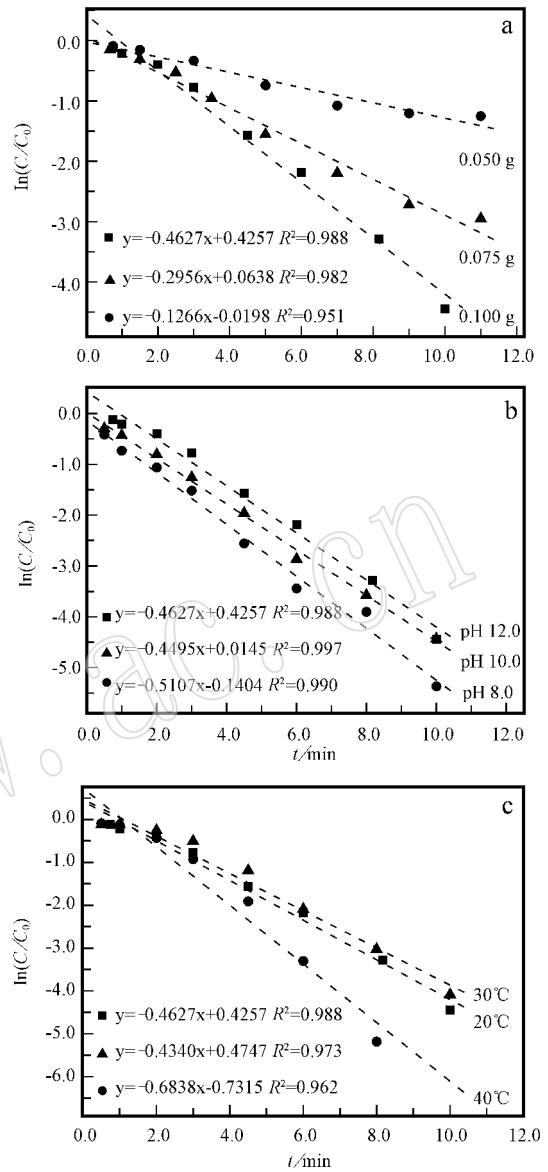 a
0.0
-1.0
-2.0
-3.0
-4.0
ln(C/C₀)
0.050 g
0.075 g
0.100 g
y=-0.4627x+0.4257 R²=0.988
y=-0.2956x+0.0638 R²=0.982
y=-0.1266x-0.0198 R²=0.951
0.0 2.0 4.0 6.0 8.0 10.0 12.0
b
0.0
-1.0
-2.0
-3.0
-4.0
-5.0
ln(C/C₀)
y=-0.4627x+0.4257 R²=0.988
y=-0.4495x+0.0145 R²=0.997
y=-0.5107x-0.1404 R²=0.990
pH 12.0
pH 10.0
pH 8.0
0.0 2.0 4.0 6.0 8.0 10.0 12.0
t/min
c
0.0
-1.0
-2.0
-3.0
-4.0
-5.0
-6.0
ln(C/C₀)
30℃
20℃
40℃
y=-0.4627x+0.4257 R²=0.988
y=-0.4340x+0.4747 R²=0.973
y=-0.6838x-0.7315 R²=0.962
0.0 2.0 4.0 6.0 8.0 10.0 12.0
t/min
w.ac.cn